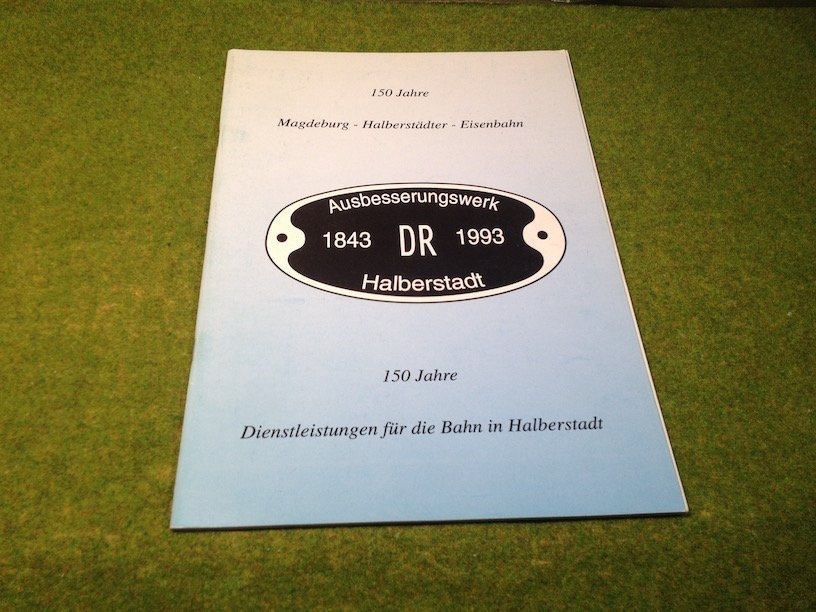 150 Jahre
Magdeburg - Halberstädter - Eisenbahn
Ausbesserungswerk
1843 DR 1993
Halberstadt
150 Jahre
Dienstleistungen für die Bahn in Halberstadt